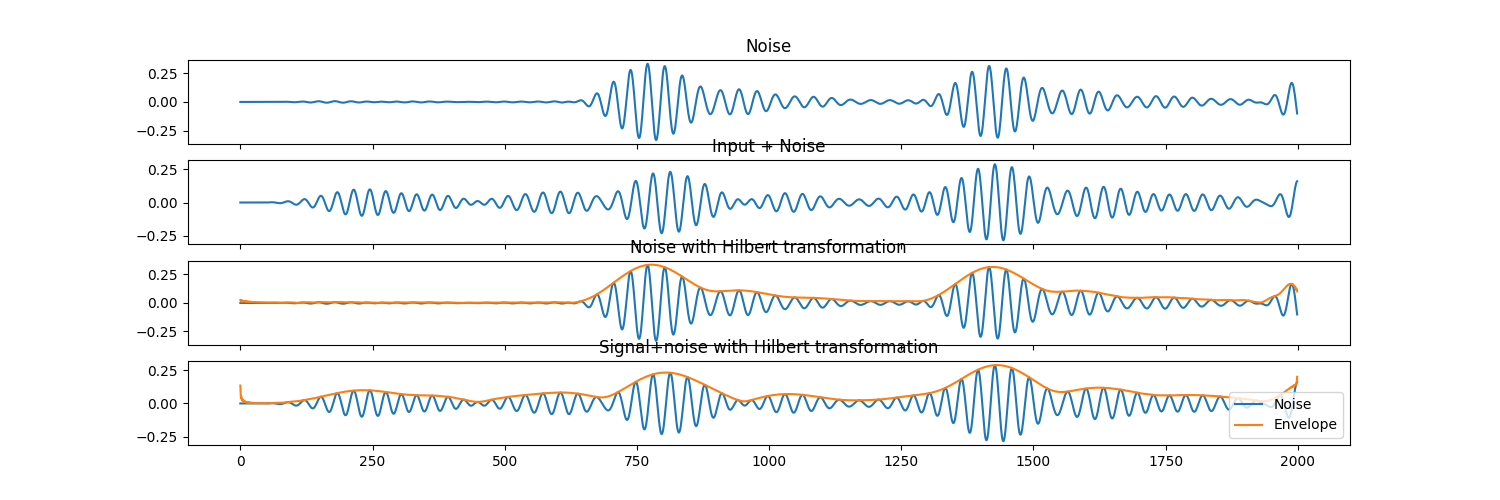 Noise
0.25
0.00
−0.25
Input + Noise
0.25
0.00
−0.25
Noise with Hilbert transformation
0.25
0.00
−0.25
Signal+noise with Hilbert transformation
0.25
0.00
−0.25
Noise
Envelope
0 250 500 750 1000 1250 1500 1750 2000